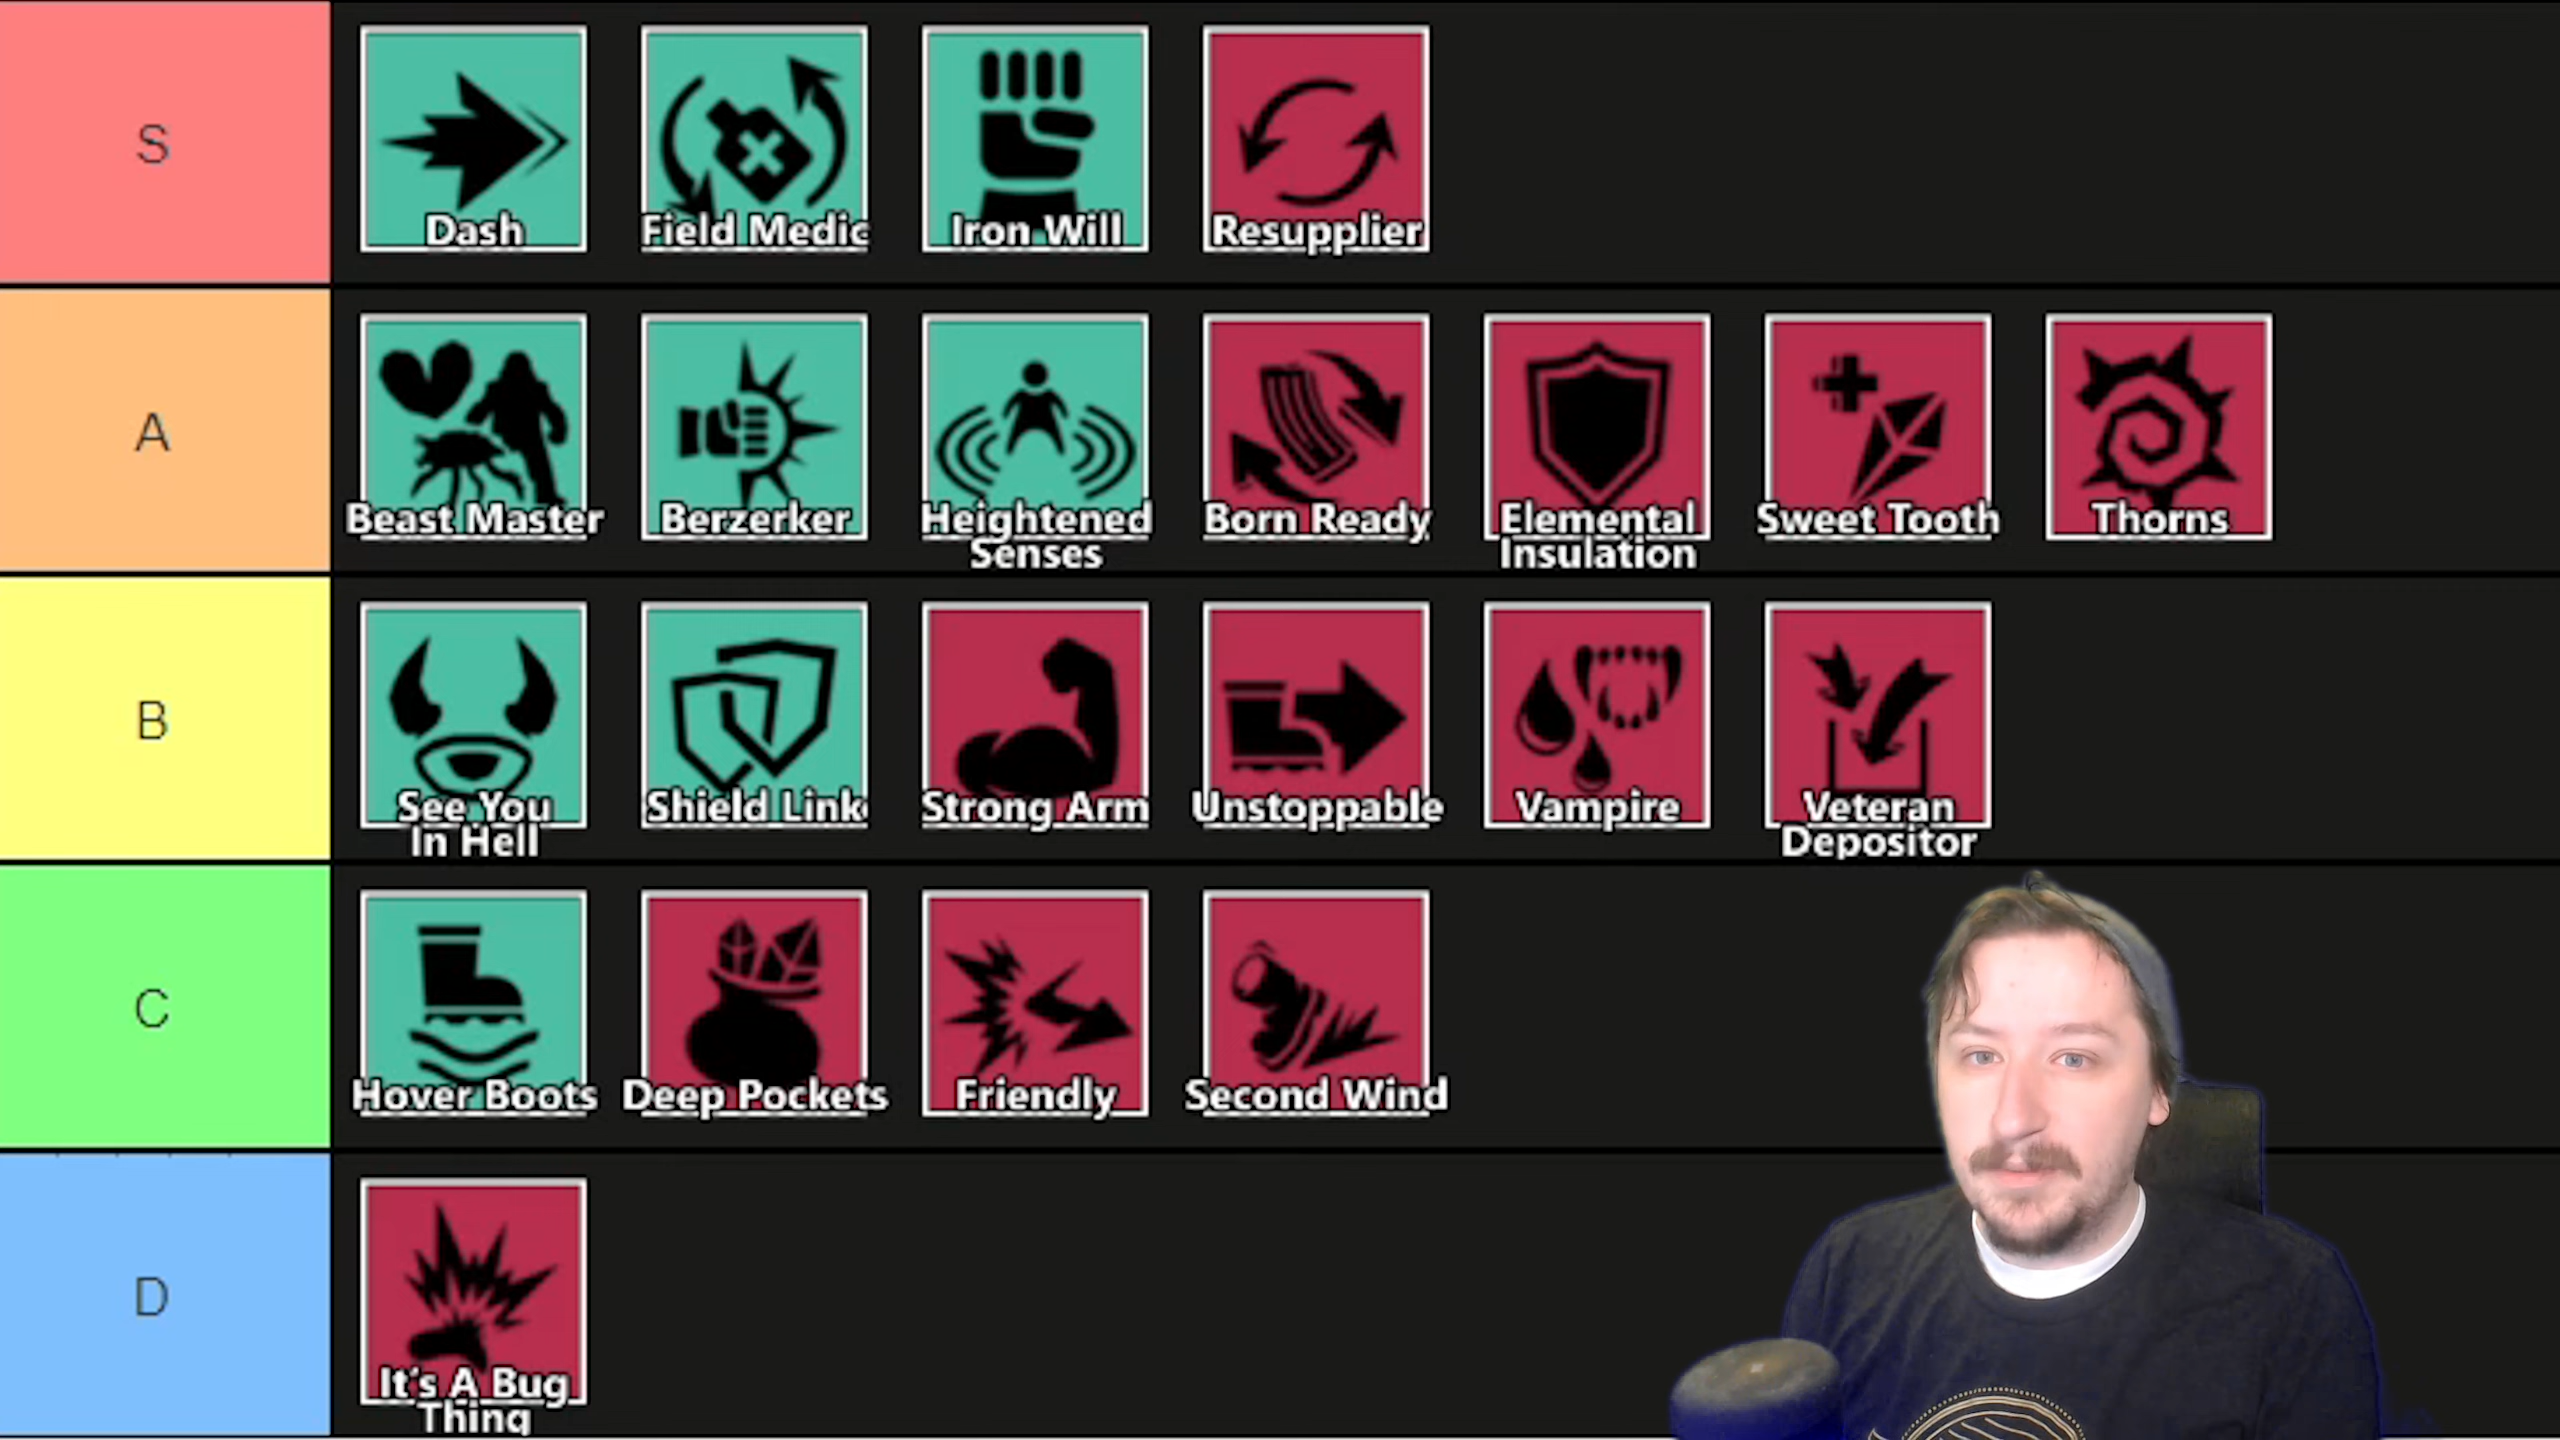 S
Dash
Field Medic
Iron Will
Resupplier
A
Beast Master
Berzerker
Heightened
Senses
Born Ready
Elemental
Insulation
Sweet Tooth
Thorns
B
See You
In Hell
Shield Link
Strong Arm
Unstoppable
Vampire
Veteran
Depositor
C
Hover Boots
Deep Pockets
Friendly
Second Wind
D
It's A Bug
Thing